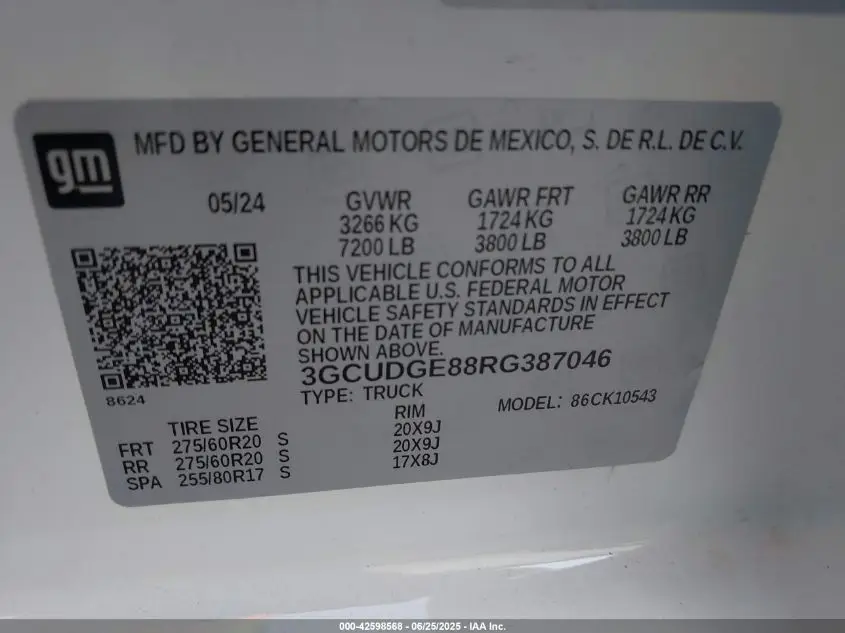 gm
MFD BY GENERAL MOTORS DE MEXICO, S. DE R.L. DE C.V.
05/24 GVWR GAWR FRT GAWR RR
3266 KG 1724 KG 1724 KG
7200 LB 3800 LB 3800 LB
THIS VEHICLE CONFORMS TO ALL
APPLICABLE U.S. FEDERAL MOTOR
VEHICLE SAFETY STANDARDS IN EFFECT
ON THE DATE OF MANUFACTURE
SHOWN ABOVE.
3GCUDGE88RG387046
8624 TYPE: TRUCK MODEL: 86CK10543
TIRE SIZE RIM
FRT 275/60R20 S 20X9J
RR 275/60R20 S 20X9J
SPA 255/80R17 S 17X8J
000-42598568 - 06/25/2025 - IAA Inc.